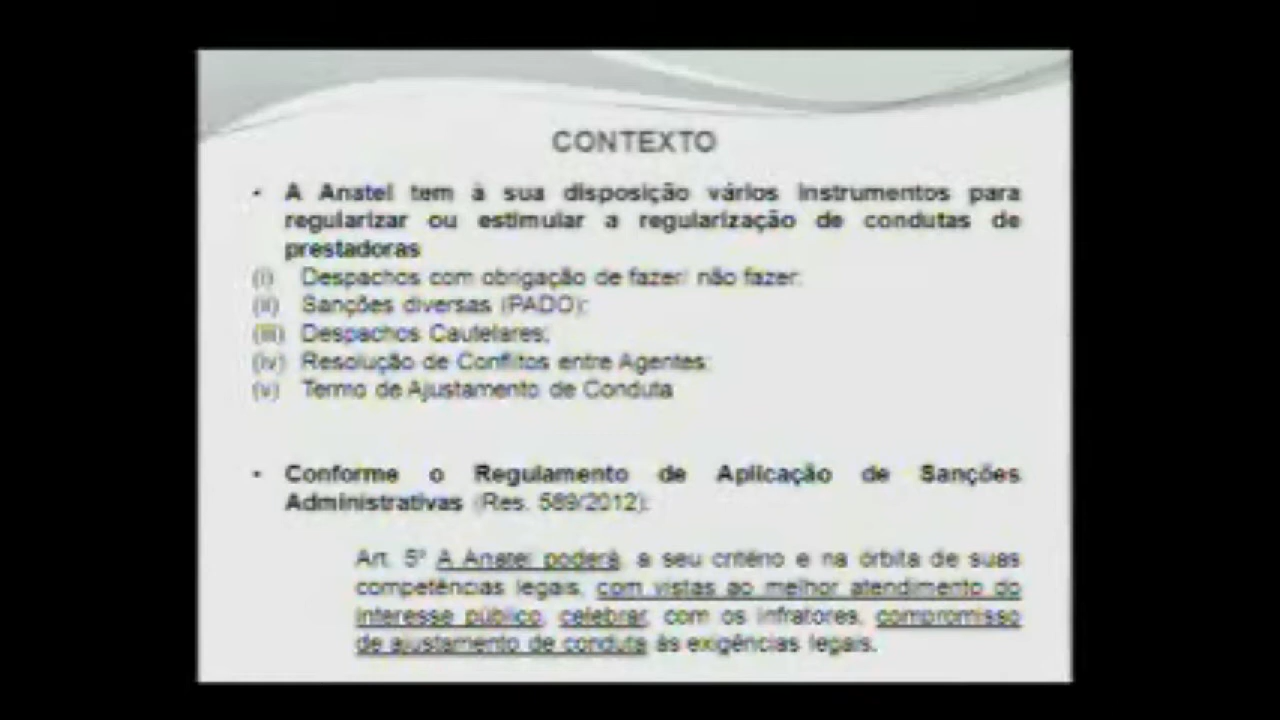 CONTEXTO
• A Anatel tem à sua disposição vários instrumentos para
regularizar ou estimular a regularização de condutas de
prestadoras
(i) Despachos com obrigação de fazer/ não fazer;
(ii) Sanções diversas (PADO);
(iii) Despachos Cautelares;
(iv) Resolução de Conflitos entre Agentes;
(v) Termo de Ajustamento de Conduta
• Conforme o Regulamento de Aplicação de Sanções
Administrativas (Res. 589/2012):
Art. 5º A Anatel poderá, a seu critério e na órbita de suas
competências legais, com vistas ao melhor atendimento do
interesse público, celebrar, com os infratores, compromisso
de ajustamento de conduta às exigências legais.